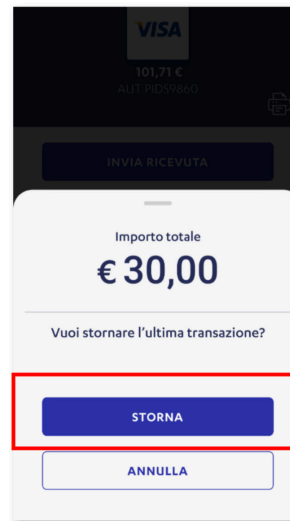 VISA
101,71 €
AUT PIDS9860
INVIA RICEVUTA
Importo totale
€ 30,00
Vuoi stornare l'ultima transazione?
STORNA
ANNULLA